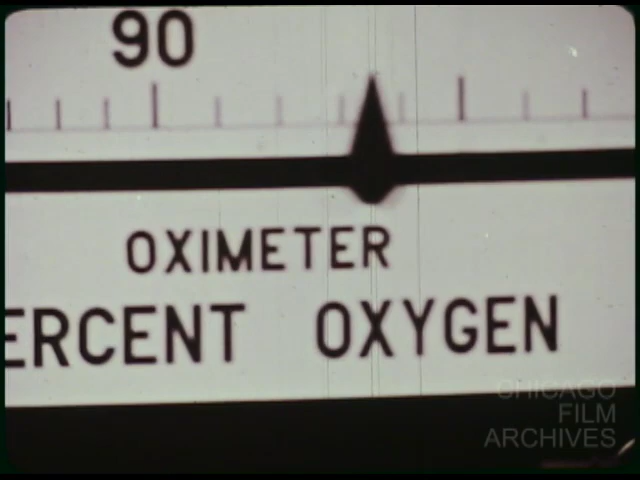 90
OXIMETER
ERCENT OXYGEN
CHICAGO
FILM
ARCHIVES